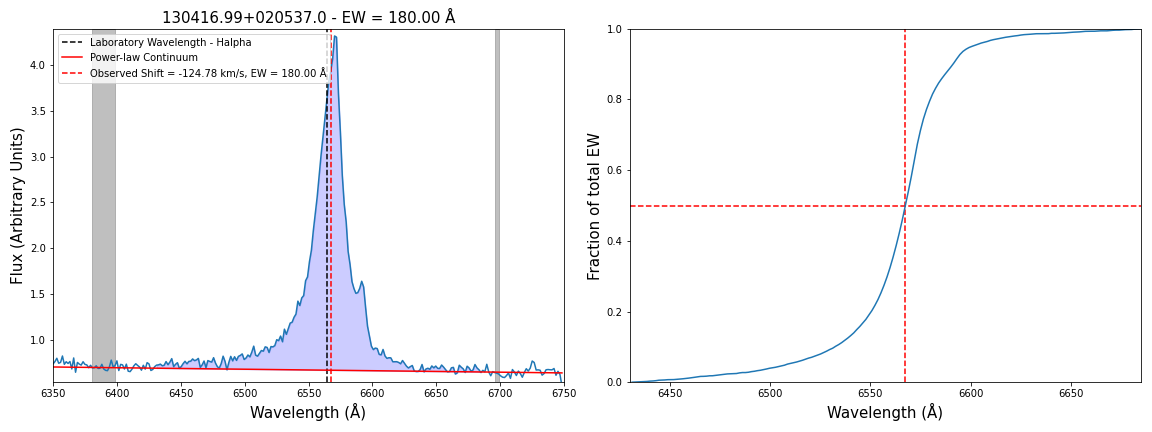 130416.99+020537.0 - EW = 180.00 Å
Laboratory Wavelength - Halpha
Power-law Continuum
Observed Shift = -124.78 km/s, EW = 180.00 Å
Flux (Arbitrary Units)
4.0
3.5
3.0
2.5
2.0
1.5
1.0
6350 6400 6450 6500 6550 6600 6650 6700 6750
Wavelength (Å)
Fraction of total EW
1.0
0.8
0.6
0.4
0.2
0.0
6450 6500 6550 6600 6650
Wavelength (Å)